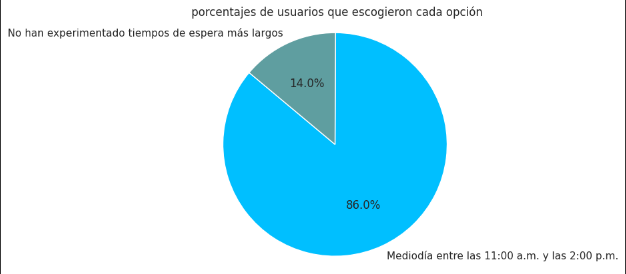 porcentajes de usuarios que escogieron cada opción
No han experimentado tiempos de espera más largos
14.0%
86.0%
Mediodía entre las 11:00 a.m. y las 2:00 p.m.